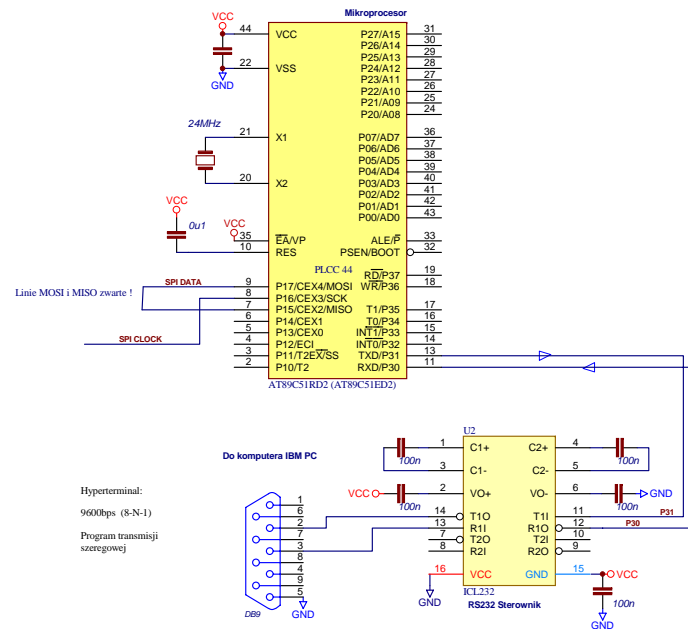 Mikroprocesor
VCC
44 VCC
22 VSS
GND
24MHz
21 X1
20 X2
VCC
0u1
VCC
35 EA/VP
10 RES
PLCC 44
SPI DATA
Linie MOSI i MISO zwarte !
SPI CLOCK
9 P17/CEX4/MOSI
8 P16/CEX3/SCK
7 P15/CEX2/MISO
6 P14/CEX1
5 P13/CEX0
4 P12/ECI
3 P11/T2EX/SS
2 P10/T2
P27/A15 31
P26/A14 30
P25/A13 29
P24/A12 28
P23/A11 27
P22/A10 26
P21/A09 25
P20/A08 24
P07/AD7 36
P06/AD6 37
P05/AD5 38
P04/AD4 39
P03/AD3 40
P02/AD2 41
P01/AD1 42
P00/AD0 43
ALE/P 33
PSEN/BOOT 32
RD/P37 19
WR/P36 18
T1/P35 17
T0/P34 16
INT1/P33 15
INT0/P32 14
TXD/P31 13
RXD/P30 11
AT89C51RD2 (AT89C51ED2)
U2
1 C1+
100n
3 C1-
VCC
100n
2 VO+
14 T1O
13 R1I
7 T2O
8 R2I
16 VCC
GND
C2+ 4
100n
C2- 5
VO- 6
100n
GND
T1I 11 P31
R1O 12 P30
T2I 10
R2O 9
GND 15
VCC
100n
GND
ICL232
RS232 Sterownik
Do komputera IBM PC
1
6
2
7
3
8
4
9
5
DB9
GND
Hyperterminal:
9600bps (8-N-1)
Program transmisji
szeregowej